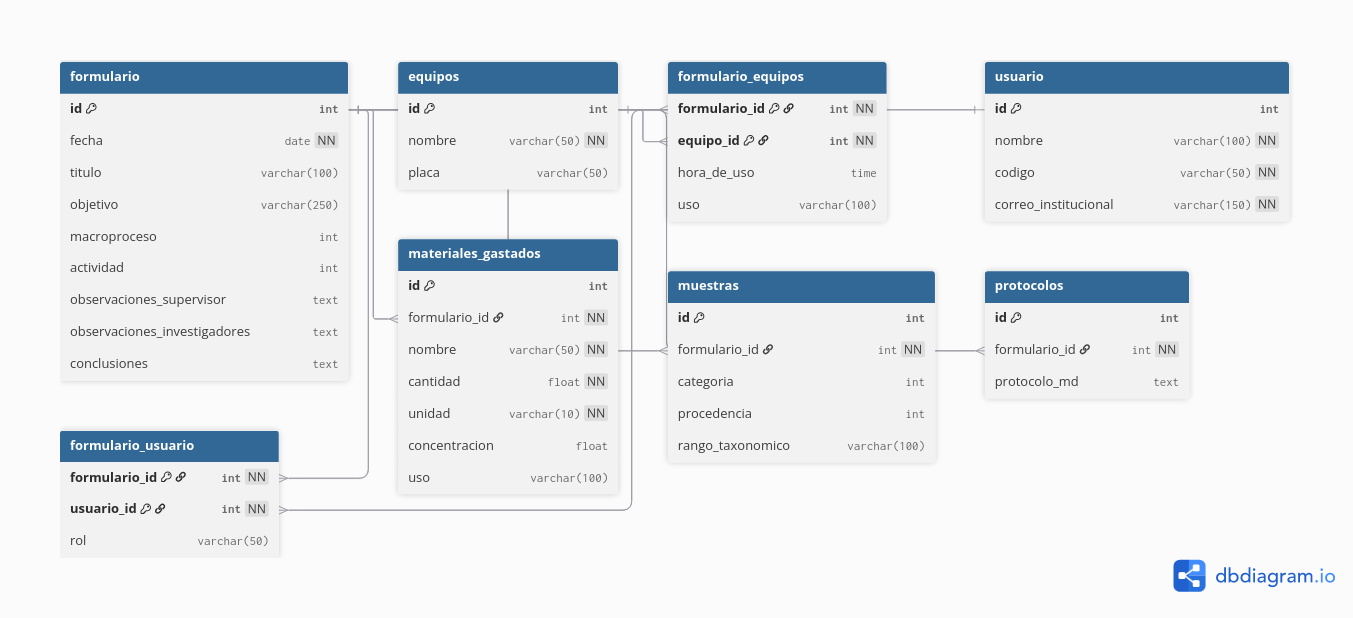 formulario
id int
fecha date NN
titulo varchar(100)
objetivo varchar(250)
macroproceso int
actividad int
observaciones_supervisor text
observaciones_investigadores text
conclusiones text
equipos
id int
nombre varchar(50) NN
placa varchar(50)
formulario_equipos
formulario_id int NN
equipo_id int NN
hora_de_uso time
uso varchar(100)
usuario
id int
nombre varchar(100) NN
codigo varchar(50) NN
correo_institucional varchar(150) NN
materiales_gastados
id int
formulario_id int NN
nombre varchar(50) NN
cantidad float NN
unidad varchar(10) NN
concentracion float
uso varchar(100)
muestras
id int
formulario_id int NN
categoria int
procedencia int
rango_taxonomico varchar(100)
protocolos
id int
formulario_id int NN
protocolo_md text
formulario_usuario
formulario_id int NN
usuario_id int NN
rol varchar(50)
dbdiagram.io